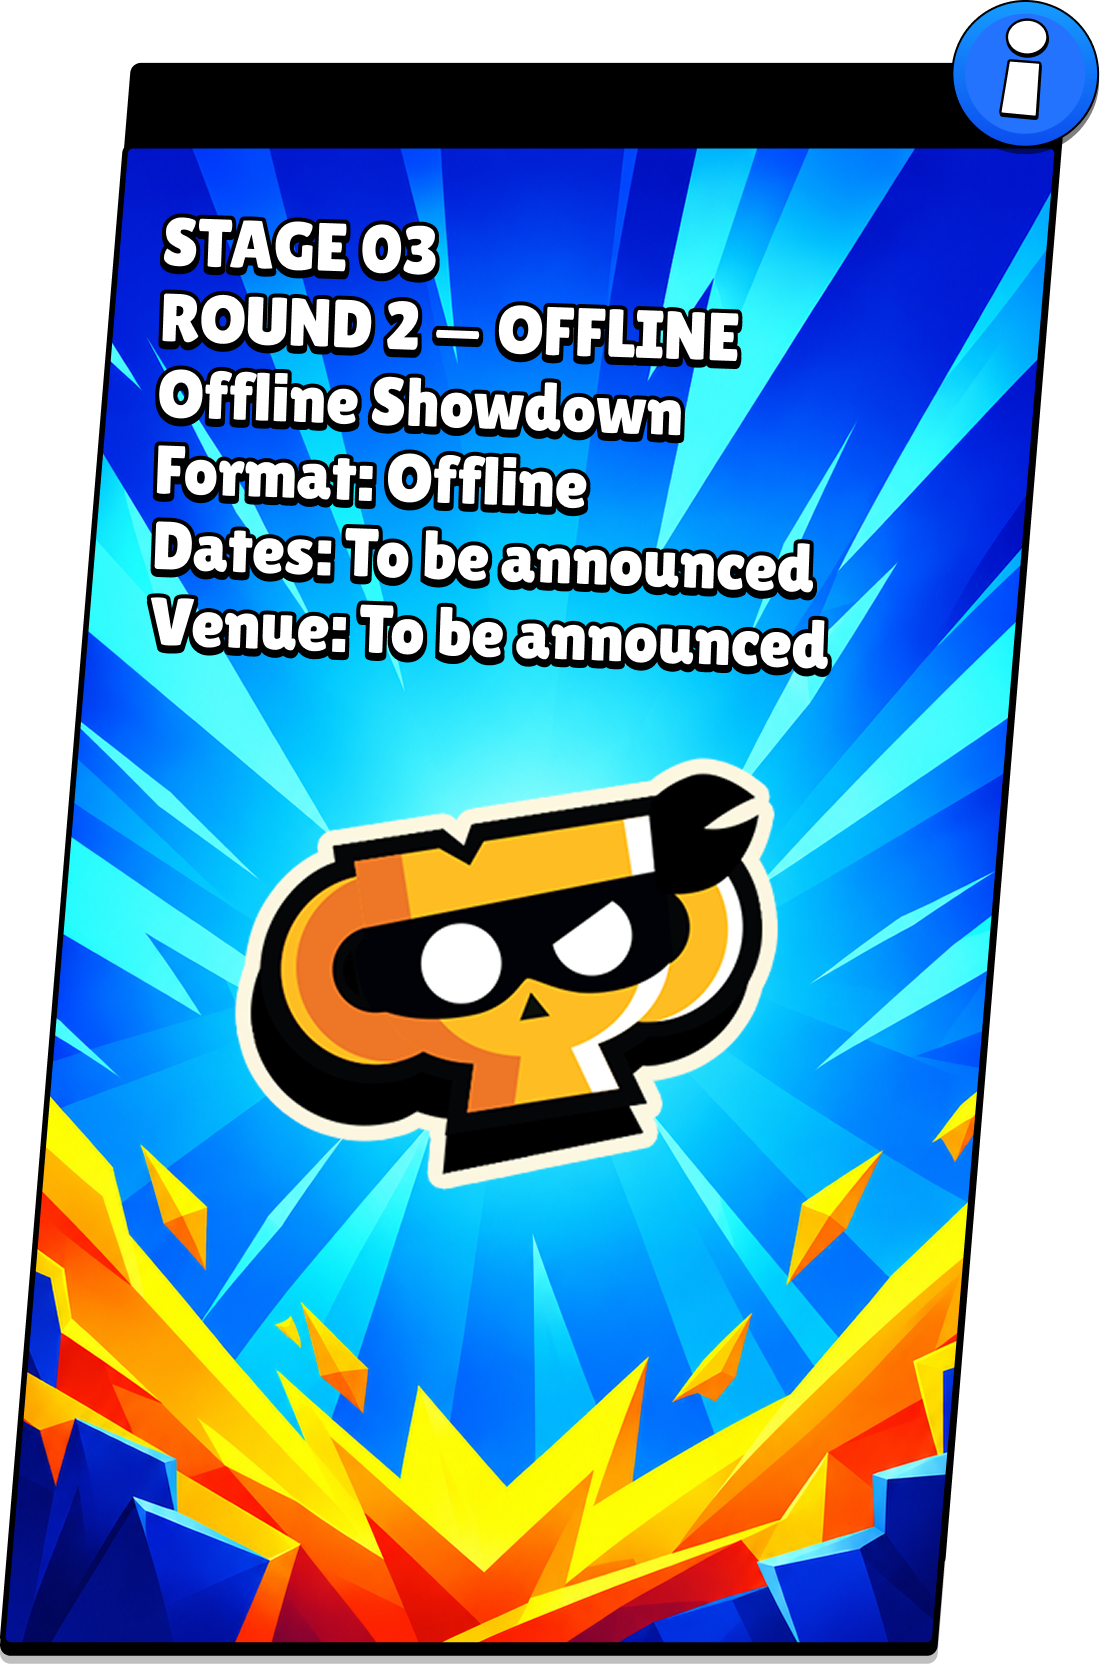 STAGE 03
ROUND 2 — OFFLINE
Offline Showdown
Format: Offline
Dates: To be announced
Venue: To be announced